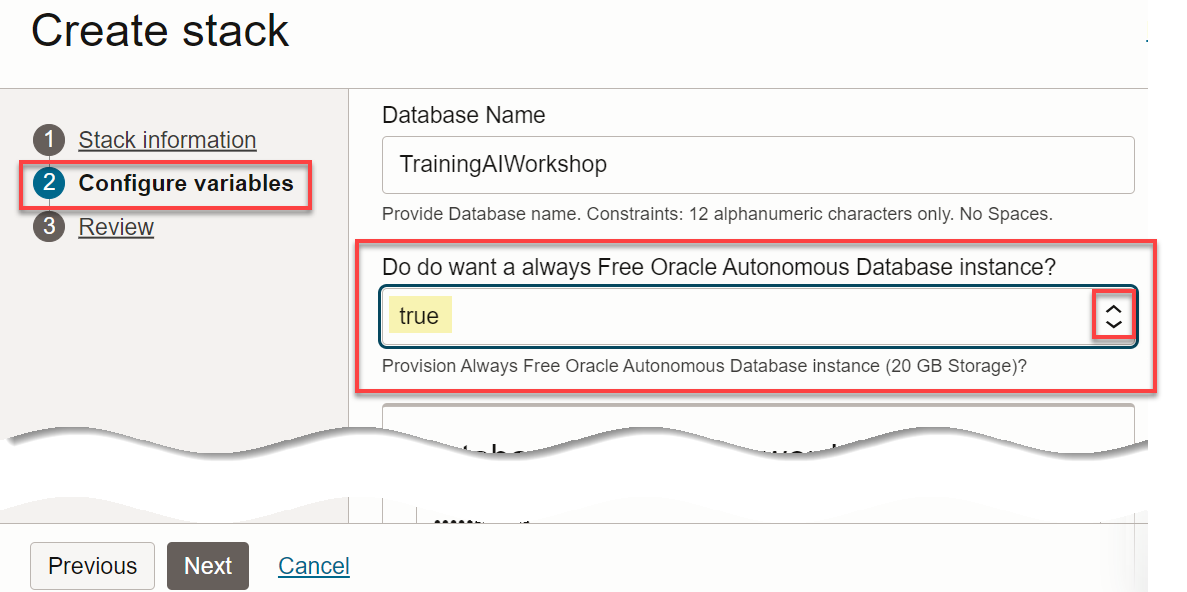 Create stack
1 Stack information
2 Configure variables
3 Review
Database Name
TrainingAIWorkshop
Provide Database name. Constraints: 12 alphanumeric characters only. No Spaces.
Do do want a always Free Oracle Autonomous Database instance?
true
Provision Always Free Oracle Autonomous Database instance (20 GB Storage)?
Previous
Next
Cancel